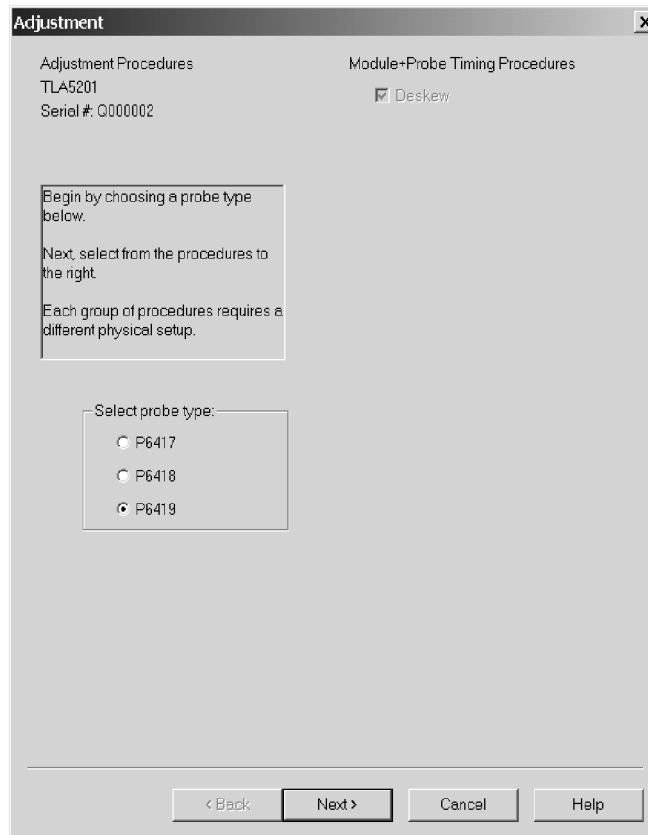 Adjustment
Adjustment Procedures
TLA5201
Serial #: Q000002
Module+Probe Timing Procedures
Deskew
Begin by choosing a probe type
below.
Next, select from the procedures to
the right.
Each group of procedures requires a
different physical setup.
Select probe type:
P6417
P6418
P6419
< Back
Next >
Cancel
Help